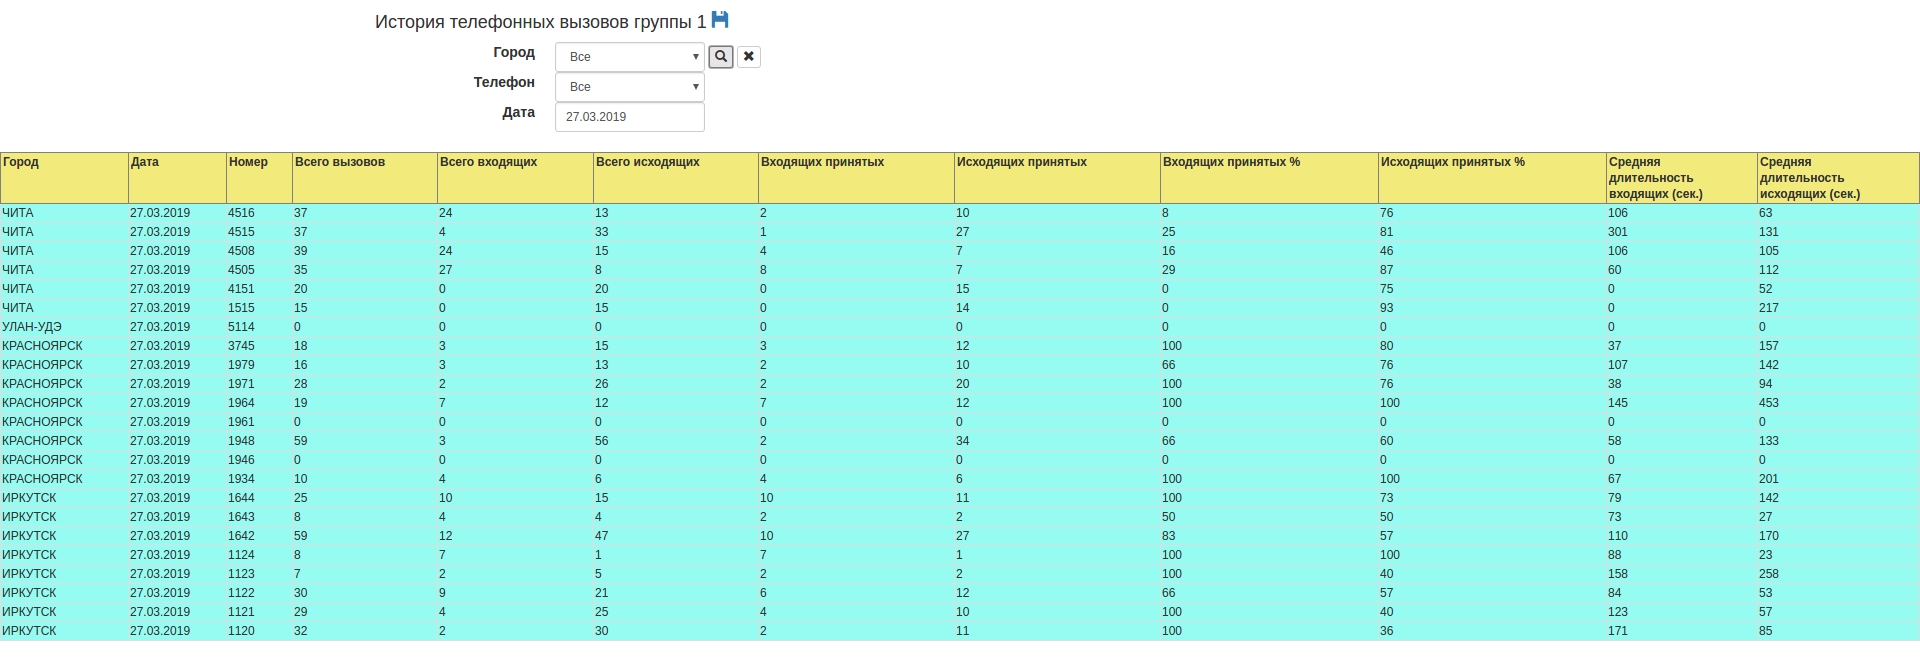 История телефонных вызовов группы 1
Город Все
Телефон Все
Дата 27.03.2019
Город Дата Номер Всего вызовов Всего входящих Всего исходящих Входящих принятых Исходящих принятых Входящих принятых % Исходящих принятых % Средняя длительность входящих (сек.) Средняя длительность исходящих (сек.)
ЧИТА 27.03.2019 4516 37 24 13 2 10 8 76 106 63
ЧИТА 27.03.2019 4515 37 4 33 1 27 25 81 301 131
ЧИТА 27.03.2019 4508 39 24 15 4 7 16 46 106 105
ЧИТА 27.03.2019 4505 35 27 8 8 7 29 87 60 112
ЧИТА 27.03.2019 4151 20 0 20 0 15 0 75 0 52
ЧИТА 27.03.2019 1515 15 0 15 0 14 0 93 0 217
УЛАН-УДЭ 27.03.2019 5114 0 0 0 0 0 0 0 0 0
КРАСНОЯРСК 27.03.2019 3745 18 3 15 3 12 100 80 37 157
КРАСНОЯРСК 27.03.2019 1979 16 3 13 2 10 66 76 107 142
КРАСНОЯРСК 27.03.2019 1971 28 2 26 2 20 100 76 38 94
КРАСНОЯРСК 27.03.2019 1964 19 7 12 7 12 100 100 145 453
КРАСНОЯРСК 27.03.2019 1961 0 0 0 0 0 0 0 0 0
КРАСНОЯРСК 27.03.2019 1948 59 3 56 2 34 66 60 58 133
КРАСНОЯРСК 27.03.2019 1946 0 0 0 0 0 0 0 0 0
КРАСНОЯРСК 27.03.2019 1934 10 4 6 4 6 100 100 67 201
ИРКУТСК 27.03.2019 1644 25 10 15 10 11 100 73 79 142
ИРКУТСК 27.03.2019 1643 8 4 4 2 2 50 50 73 27
ИРКУТСК 27.03.2019 1642 59 12 47 10 27 83 57 110 170
ИРКУТСК 27.03.2019 1124 8 7 1 7 1 100 100 88 23
ИРКУТСК 27.03.2019 1123 7 2 5 2 2 100 40 158 258
ИРКУТСК 27.03.2019 1122 30 9 21 6 12 66 57 84 53
ИРКУТСК 27.03.2019 1121 29 4 25 4 10 100 40 123 57
ИРКУТСК 27.03.2019 1120 32 2 30 2 11 100 36 171 85